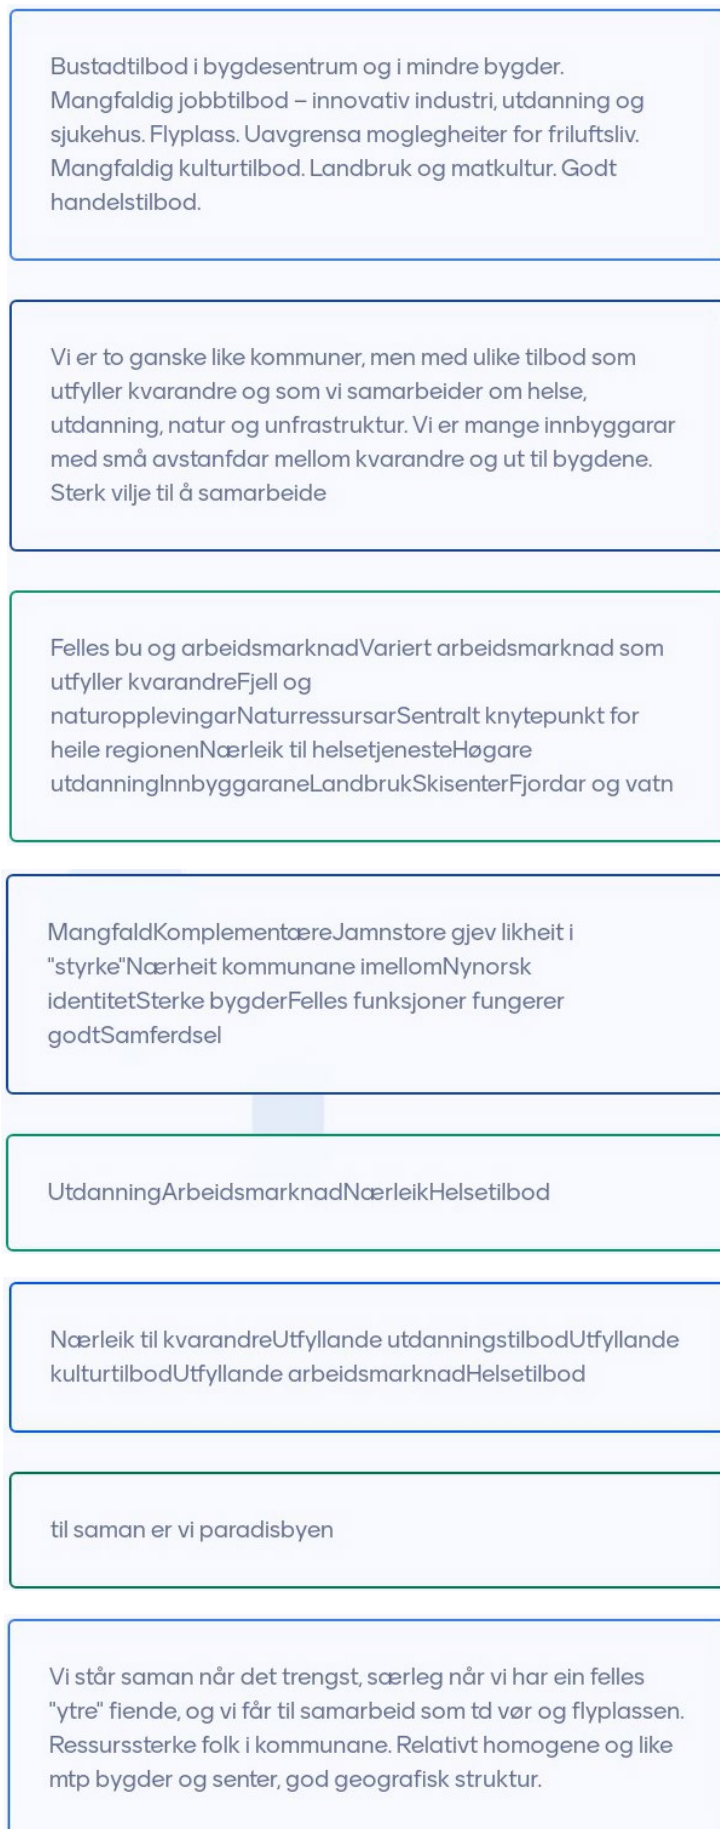 Bustadtilbod i bygdesentrum og i mindre bygder.
Mangfaldig jobbtilbod – innovativ industri, utdanning og
sjukehus. Flyplass. Uavgrensa moglegheiter for friluftsliv.
Mangfaldig kulturtilbod. Landbruk og matkultur. Godt
handelstilbod.
Vi er to ganske like kommuner, men med ulike tilbod som
utfyller kvarandre og som vi samarbeider om helse,
utdanning, natur og unfrastruktur. Vi er mange innbyggarar
med små avstanfdar mellom kvarandre og ut til bygdene.
Sterk vilje til å samarbeide
Felles bu og arbeidsmarknadVariert arbeidsmarknad som
utfyller kvarandreFjell og
naturopplevingarNaturressursarSentralt knytepunkt for
heile regionenNærleik til helsetjenesteHøgare
utdanningInnbyggaraneLandbrukSkisenterFjordar og vatn
MangfaldKomplementæreJamnstore gjev likheit i
"styrke"Nærheit kommunane imellomNynorsk
identitetSterke bygderFelles funksjoner fungerer
godtSamferdsel
UtdanningArbeidsmarknadNærleikHelsetilbod
Nærleik til kvarandreUtfyllande utdanningstilbodUtfyllande
kulturtilbodUtfyllande arbeidsmarknadHelsetilbod
til saman er vi paradisbyen
Vi står saman når det trengst, særleg når vi har ein felles
"ytre" fiende, og vi får til samarbeid som td vør og flyplassen.
Ressurssterke folk i kommunane. Relativt homogene og like
mtp bygder og senter, god geografisk struktur.